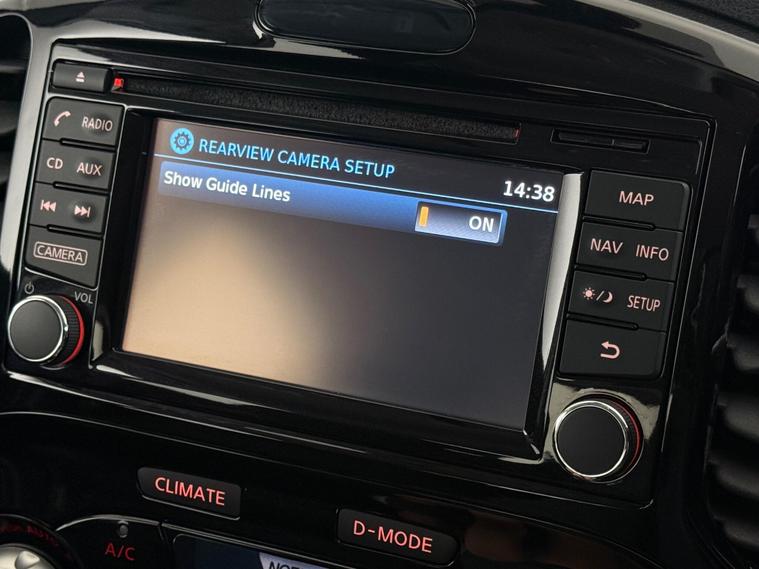 RADIO
CD AUX
CAMERA
VOL
REARVIEW CAMERA SETUP
14:38
Show Guide Lines
ON
MAP
NAV INFO
SETUP
CLIMATE
D-MODE
A/C